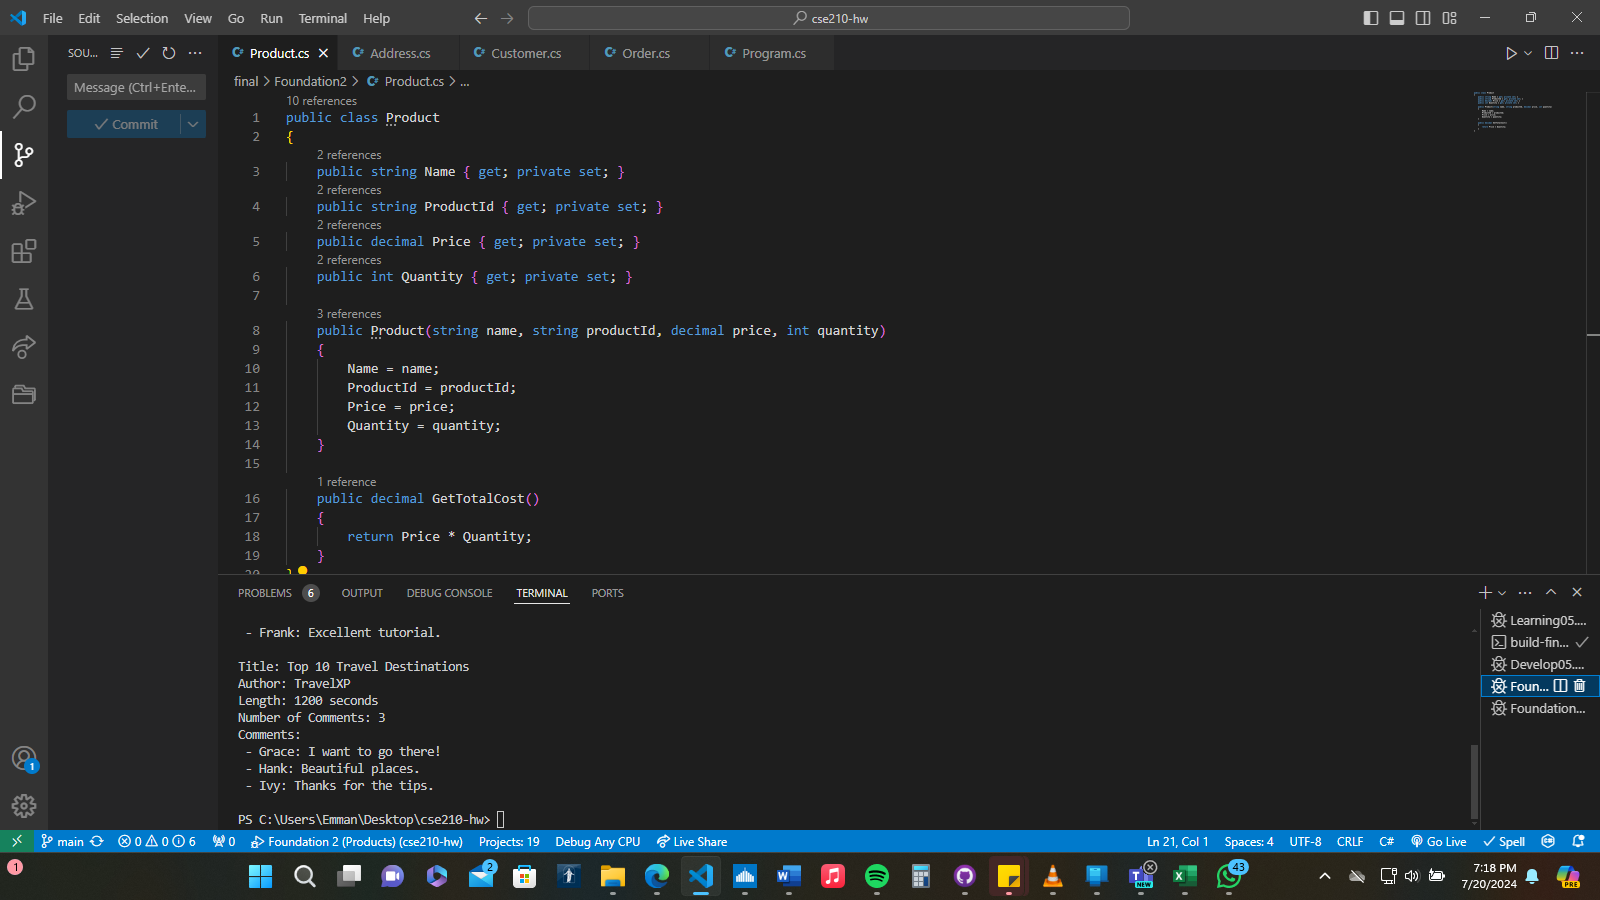 File Edit Selection View Go Run Terminal Help
cse210-hw
SOU...
Product.cs
Address.cs
Customer.cs
Order.cs
Program.cs
Message (Ctrl+Ente...
Commit
final > Foundation2 > Product.cs > ...
10 references
1 public class Product
2 {
2 references
3 public string Name { get; private set; }
2 references
4 public string ProductId { get; private set; }
2 references
5 public decimal Price { get; private set; }
2 references
6 public int Quantity { get; private set; }
7
3 references
8 public Product(string name, string productId, decimal price, int quantity)
9 {
10 Name = name;
11 ProductId = productId;
12 Price = price;
13 Quantity = quantity;
14 }
15
1 reference
16 public decimal GetTotalCost()
17 {
18 return Price * Quantity;
19 }
20 }
PROBLEMS 6 OUTPUT DEBUG CONSOLE TERMINAL PORTS
- Frank: Excellent tutorial.
Title: Top 10 Travel Destinations
Author: TravelXP
Length: 1200 seconds
Number of Comments: 3
Comments:
- Grace: I want to go there!
- Hank: Beautiful places.
- Ivy: Thanks for the tips.
PS C:\Users\Emman\Desktop\cse210-hw>
Learning05....
build-fin...
Develop05....
Foun...
Foundation...
1
main 0 0 6 0 Foundation 2 (Products) (cse210-hw) Projects: 19 Debug Any CPU Live Share Ln 21, Col 1 Spaces: 4 UTF-8 CRLF C# Go Live Spell
1
2
W
T
NEW
X
43
7:18 PM
7/20/2024
PRE